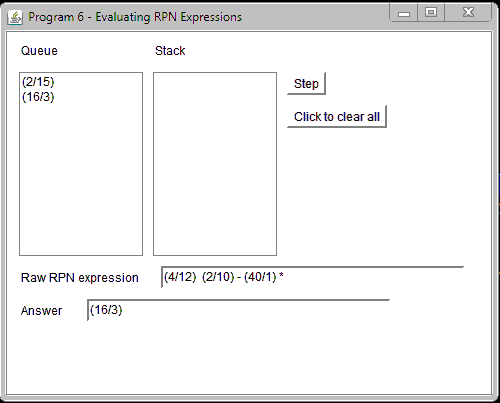 Program 6 - Evaluating RPN Expressions
Queue Stack
(2/15)
(16/3)
Step
Click to clear all
Raw RPN expression (4/12) (2/10) - (40/1) *
Answer (16/3)